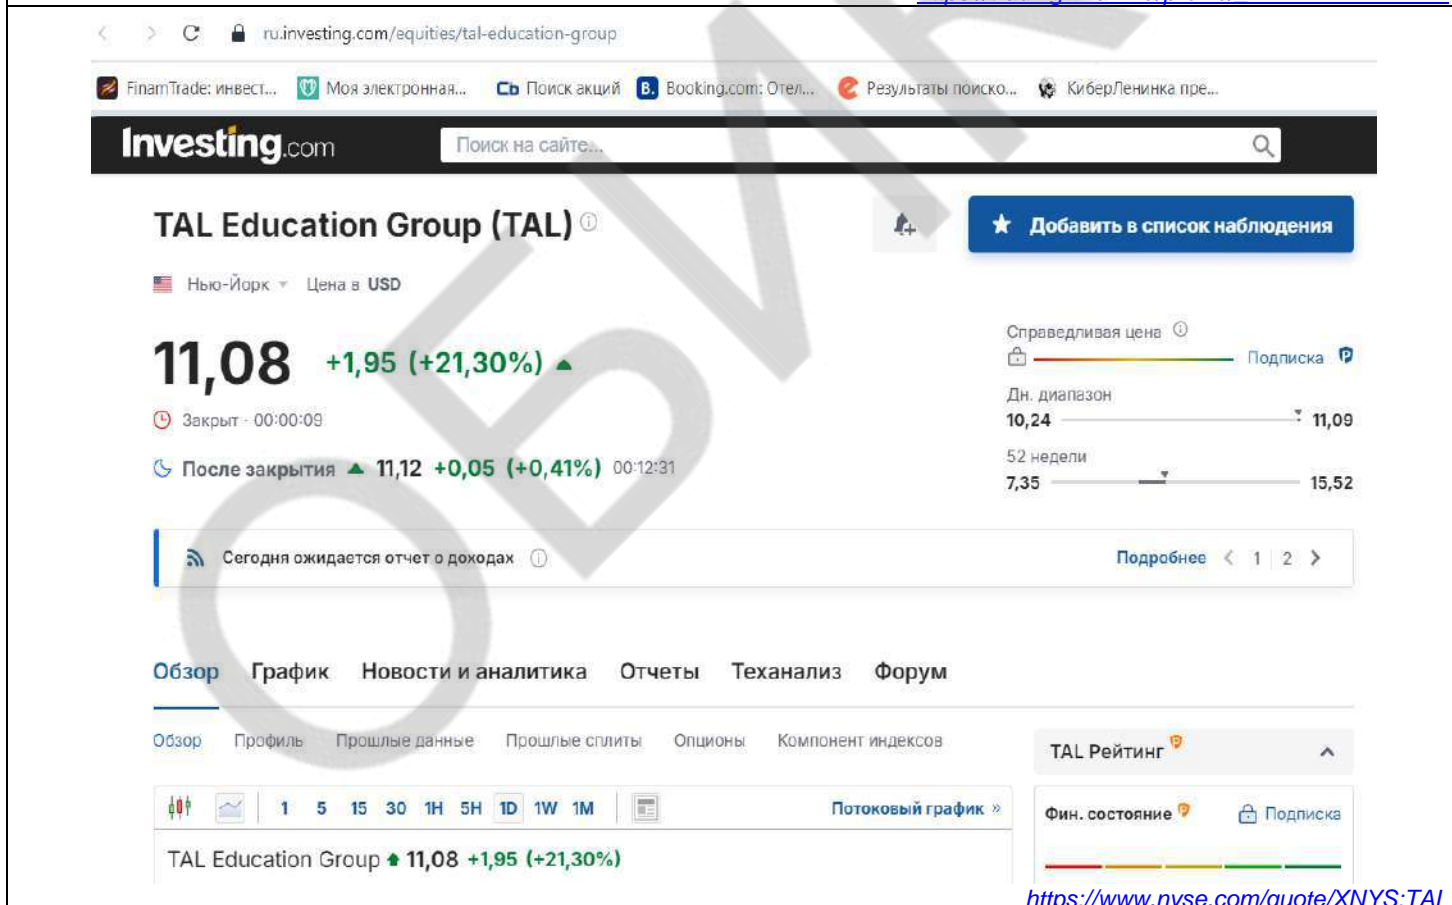 ru.investing.com/equities/tal-education-group
FinamTrade: инвест... Моя электронная... Сь Поиск акций B. Booking.com: Отел... Результаты поиско... КиберЛенинка пре...
Investing.com Поиск на сайте...
TAL Education Group (TAL)
Добавить в список наблюдения
Нью-Йорк Цена в USD
11,08 +1,95 (+21,30%)
Справедливая цена
Подписка
Закрыт · 00:00:09
Дн. диапазон
10,24 11,09
После закрытия 11,12 +0,05 (+0,41%) 00:12:31
52 недели
7,35 15,52
Сегодня ожидается отчет о доходах Подробнее 1 2
Обзор График Новости и аналитика Отчеты Теханализ Форум
Обзор Профиль Прошлые данные Прошлые сплиты Опционы Компонент индексов
TAL Рейтинг
1 5 15 30 1H 5H 1D 1W 1M Потоковый график »
Фин. состояние Подписка
TAL Education Group 11,08 +1,95 (+21,30%)
https://www.nyse.com/quote/XNYS:TAL
ОБИК